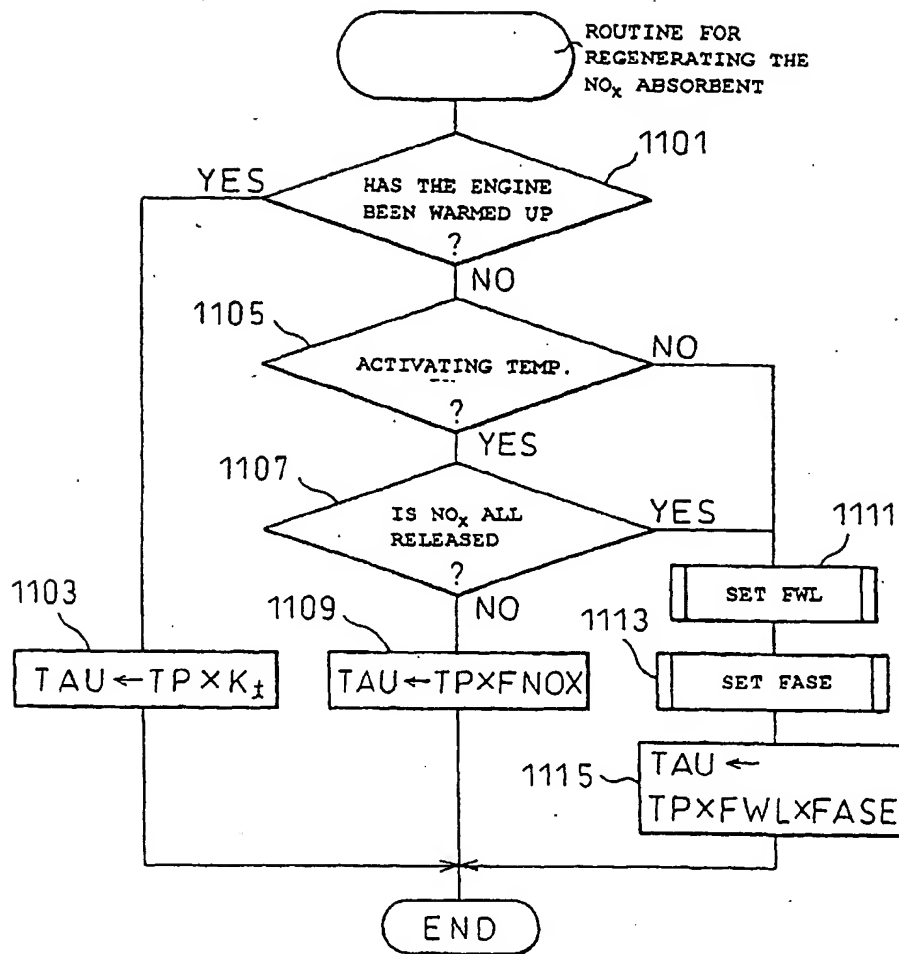 ROUTINE FOR
REGENERATING THE
NOx ABSORBENT
1101
YES
HAS THE ENGINE
BEEN WARMED UP
?
NO
1105
NO
ACTIVATING TEMP.
?
YES
1107
IS NOx ALL
RELEASED
?
YES
NO
1111
SET FWL
1103
TAU←TP×Kt
1109
TAU←TP×FNOX
1113
SET FASE
1115
TAU←
TP×FWL×FASE
END